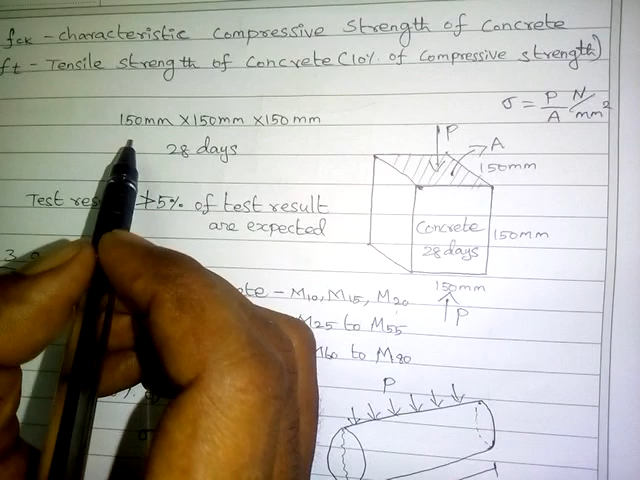 fck - characteristic compressive strength of concrete
ft - Tensile strength of concrete (10% of compressive strength)
σ = P/A N/mm²
150mm × 150mm × 150mm
28 days
P
A
150mm
Test ≯5% of test result
are expected
Concrete
28 days
150mm
150mm
P
- M10, M15, M20
M25 to M55
M60 to M80
P